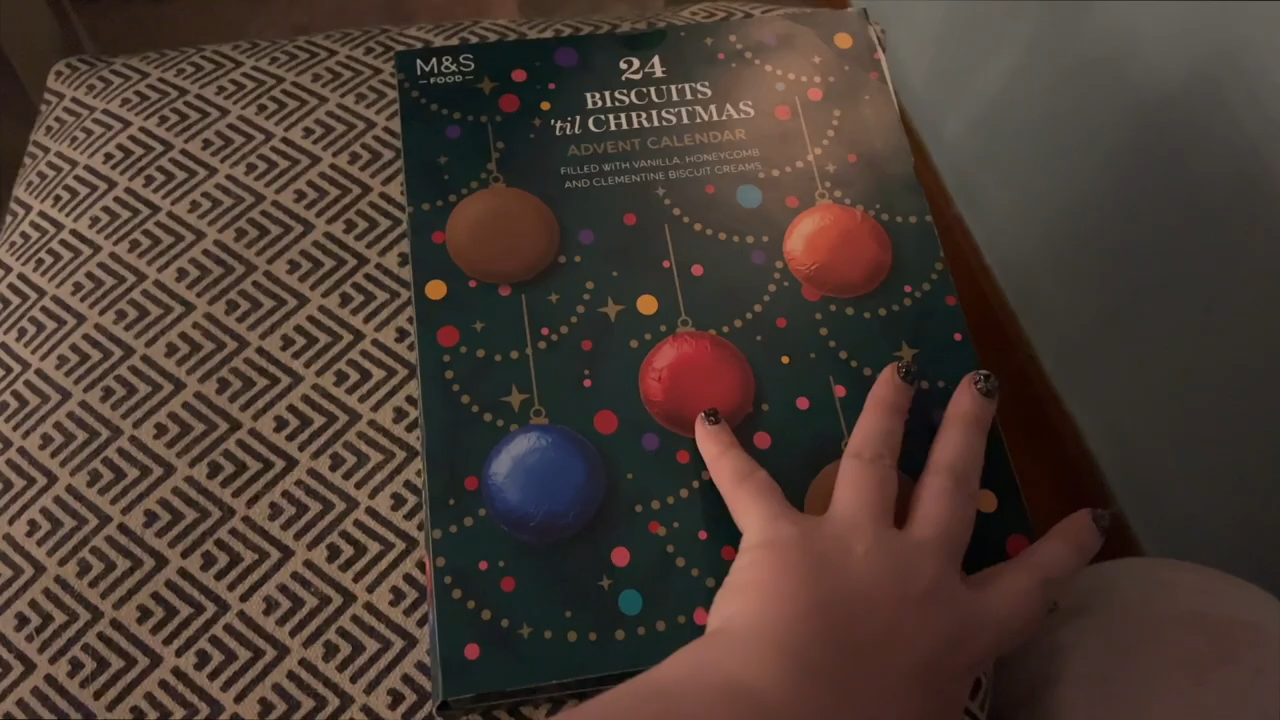 M&S
FOOD
24
BISCUITS
'til CHRISTMAS
ADVENT CALENDAR
FILLED WITH VANILLA, HONEYCOMB
AND CLEMENTINE BISCUIT CREAMS